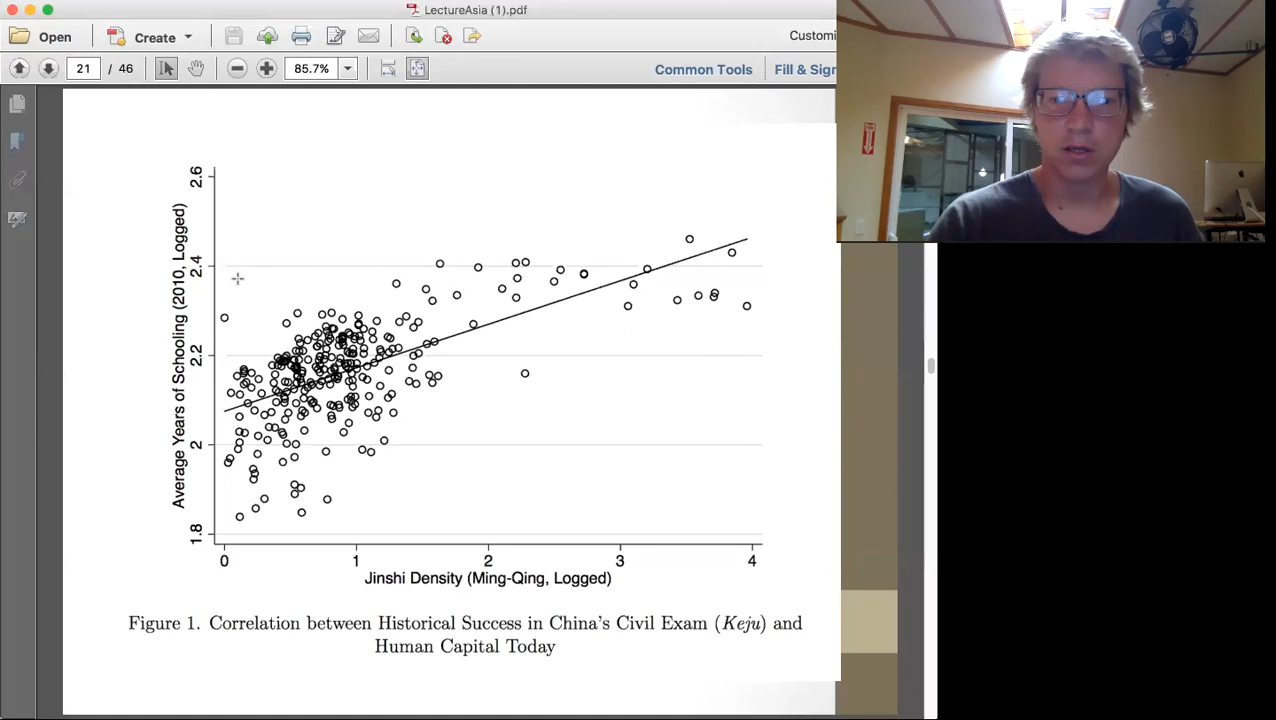 LectureAsia (1).pdf
Open
Create
Customi
21 / 46
85.7%
Common Tools
Fill & Sign
Average Years of Schooling (2010, Logged)
2.6
2.4
2.2
2
1.8
0 1 2 3 4
Jinshi Density (Ming-Qing, Logged)
Figure 1. Correlation between Historical Success in China's Civil Exam (Keju) and
Human Capital Today